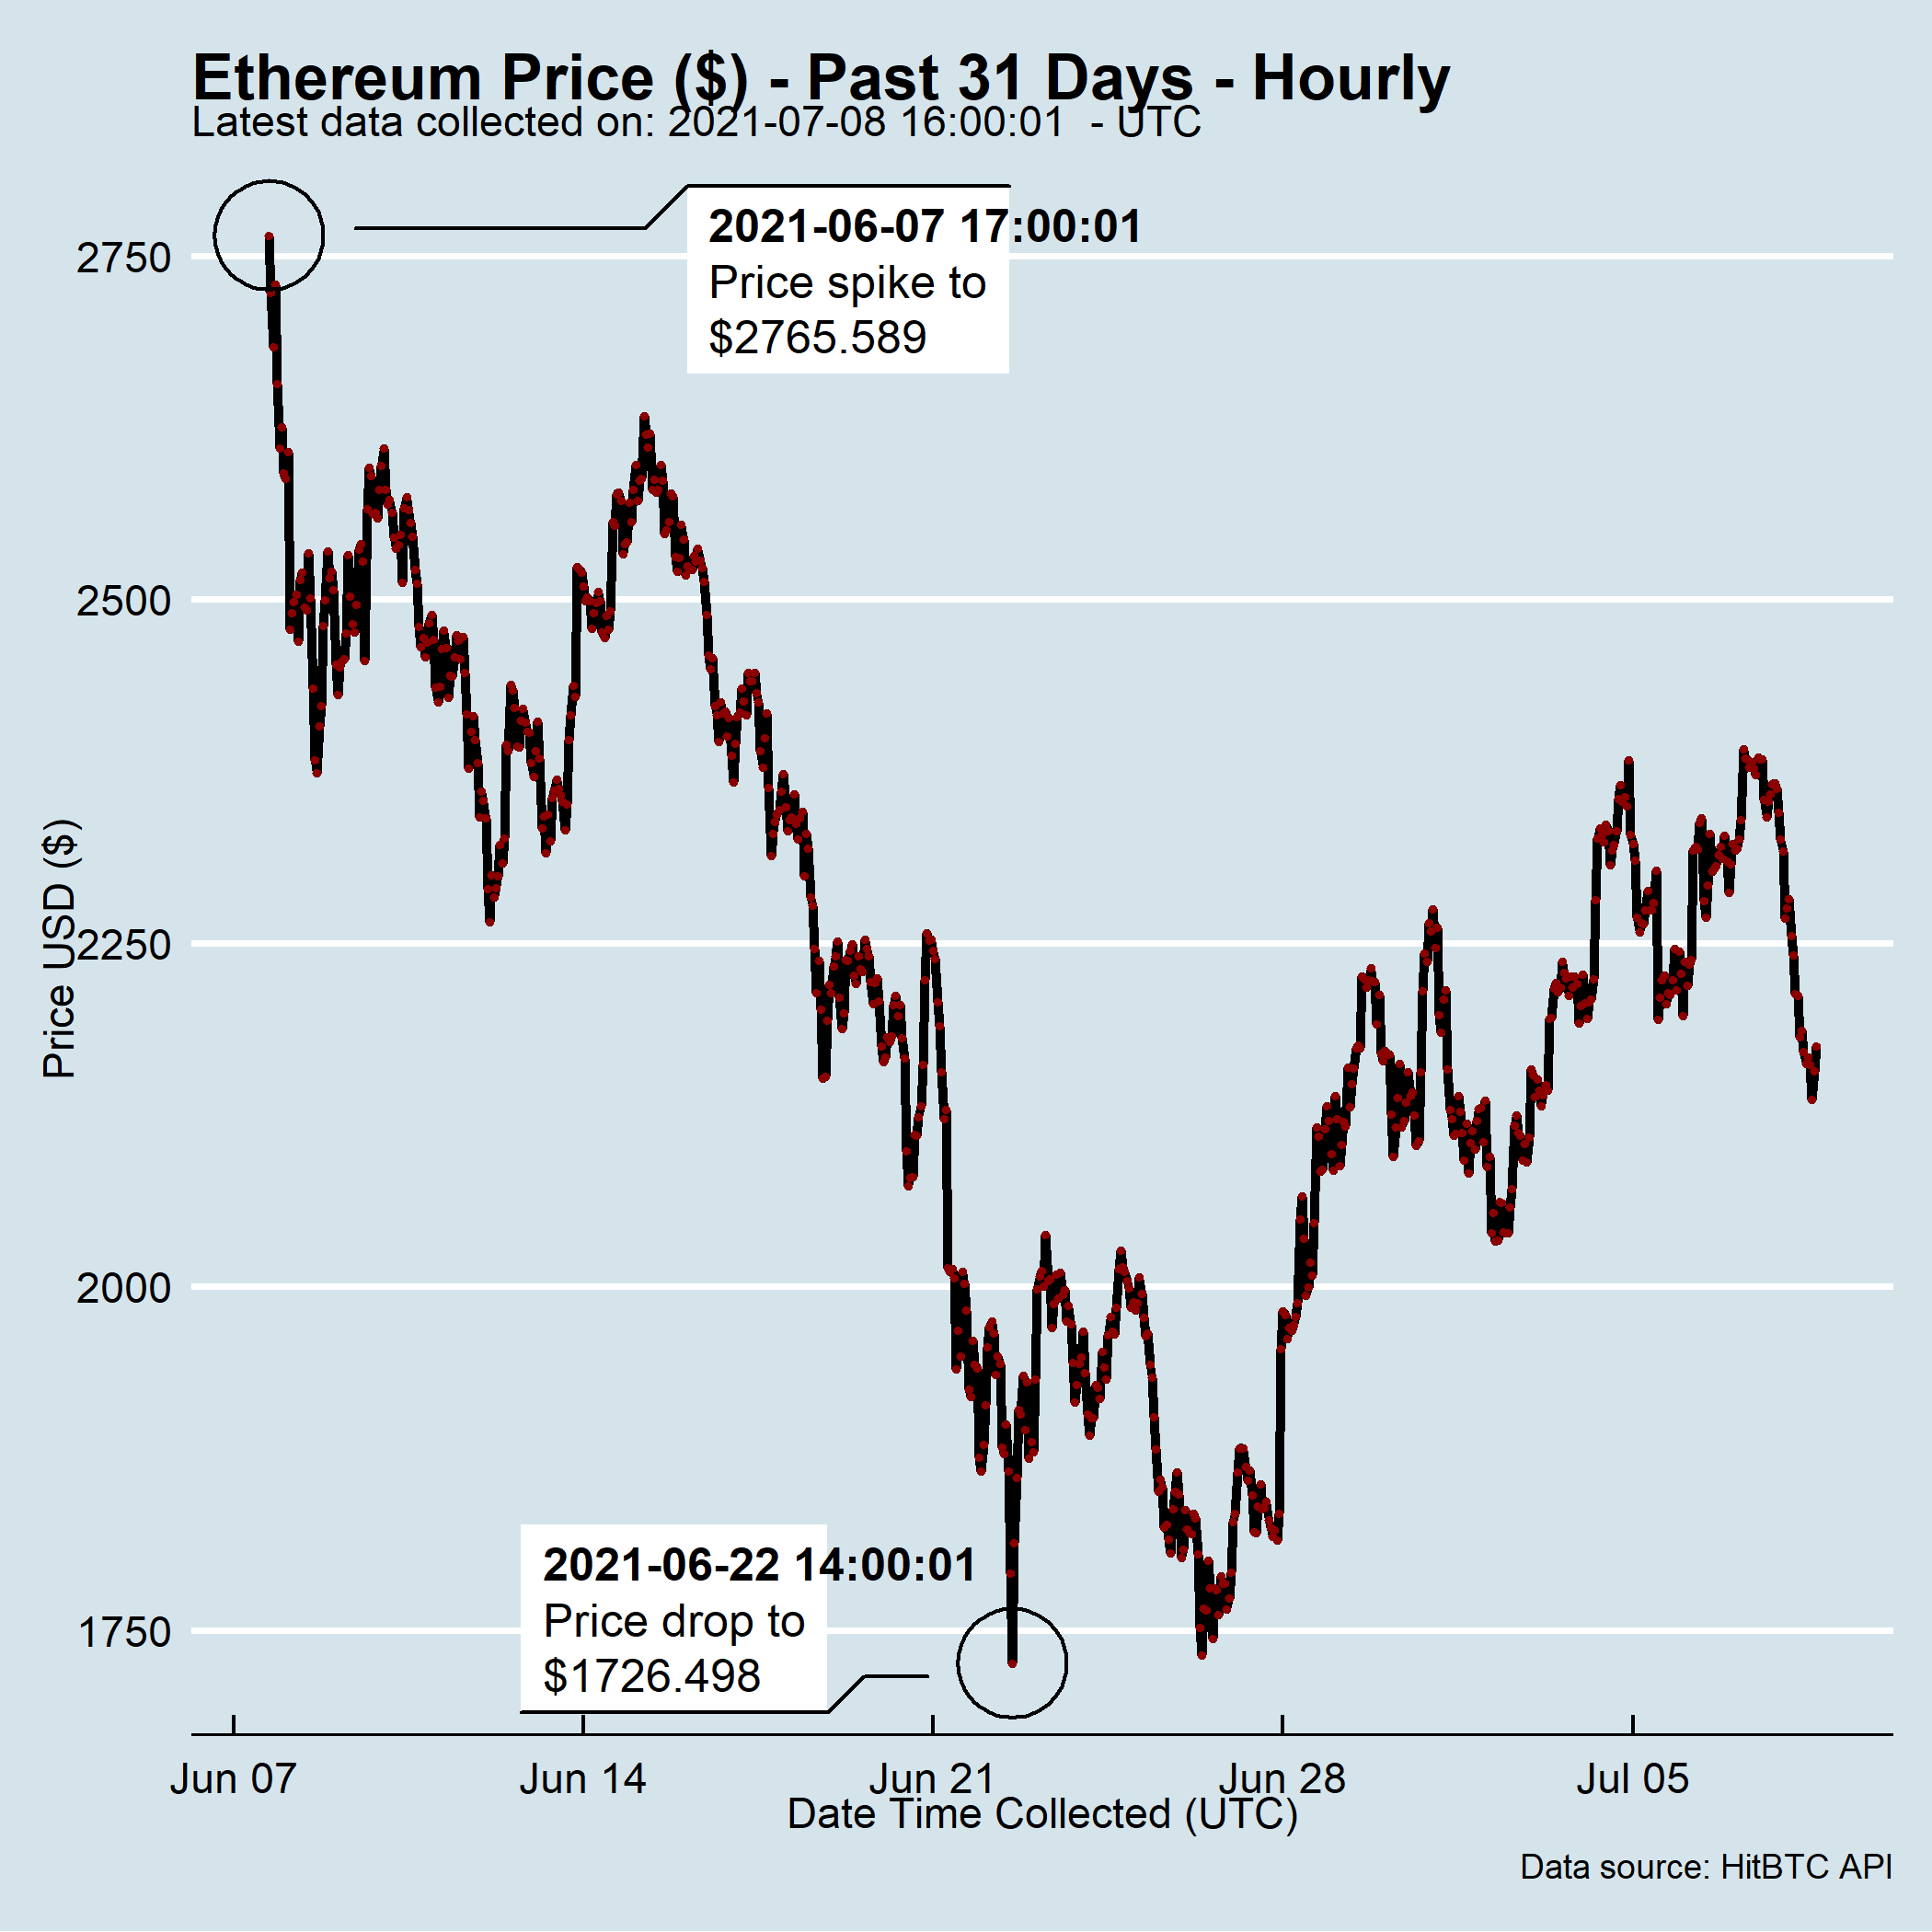 Ethereum Price ($) - Past 31 Days - Hourly
Latest data collected on: 2021-07-08 16:00:01  - UTC
2021-06-07 17:00:01
Price spike to
$2765.589
2750
2500
2250
2000
1750
Price USD ($)
2021-06-22 14:00:01
Price drop to
$1726.498
Jun 07
Jun 14
Jun 21
Jun 28
Jul 05
Date Time Collected (UTC)
Data source: HitBTC API